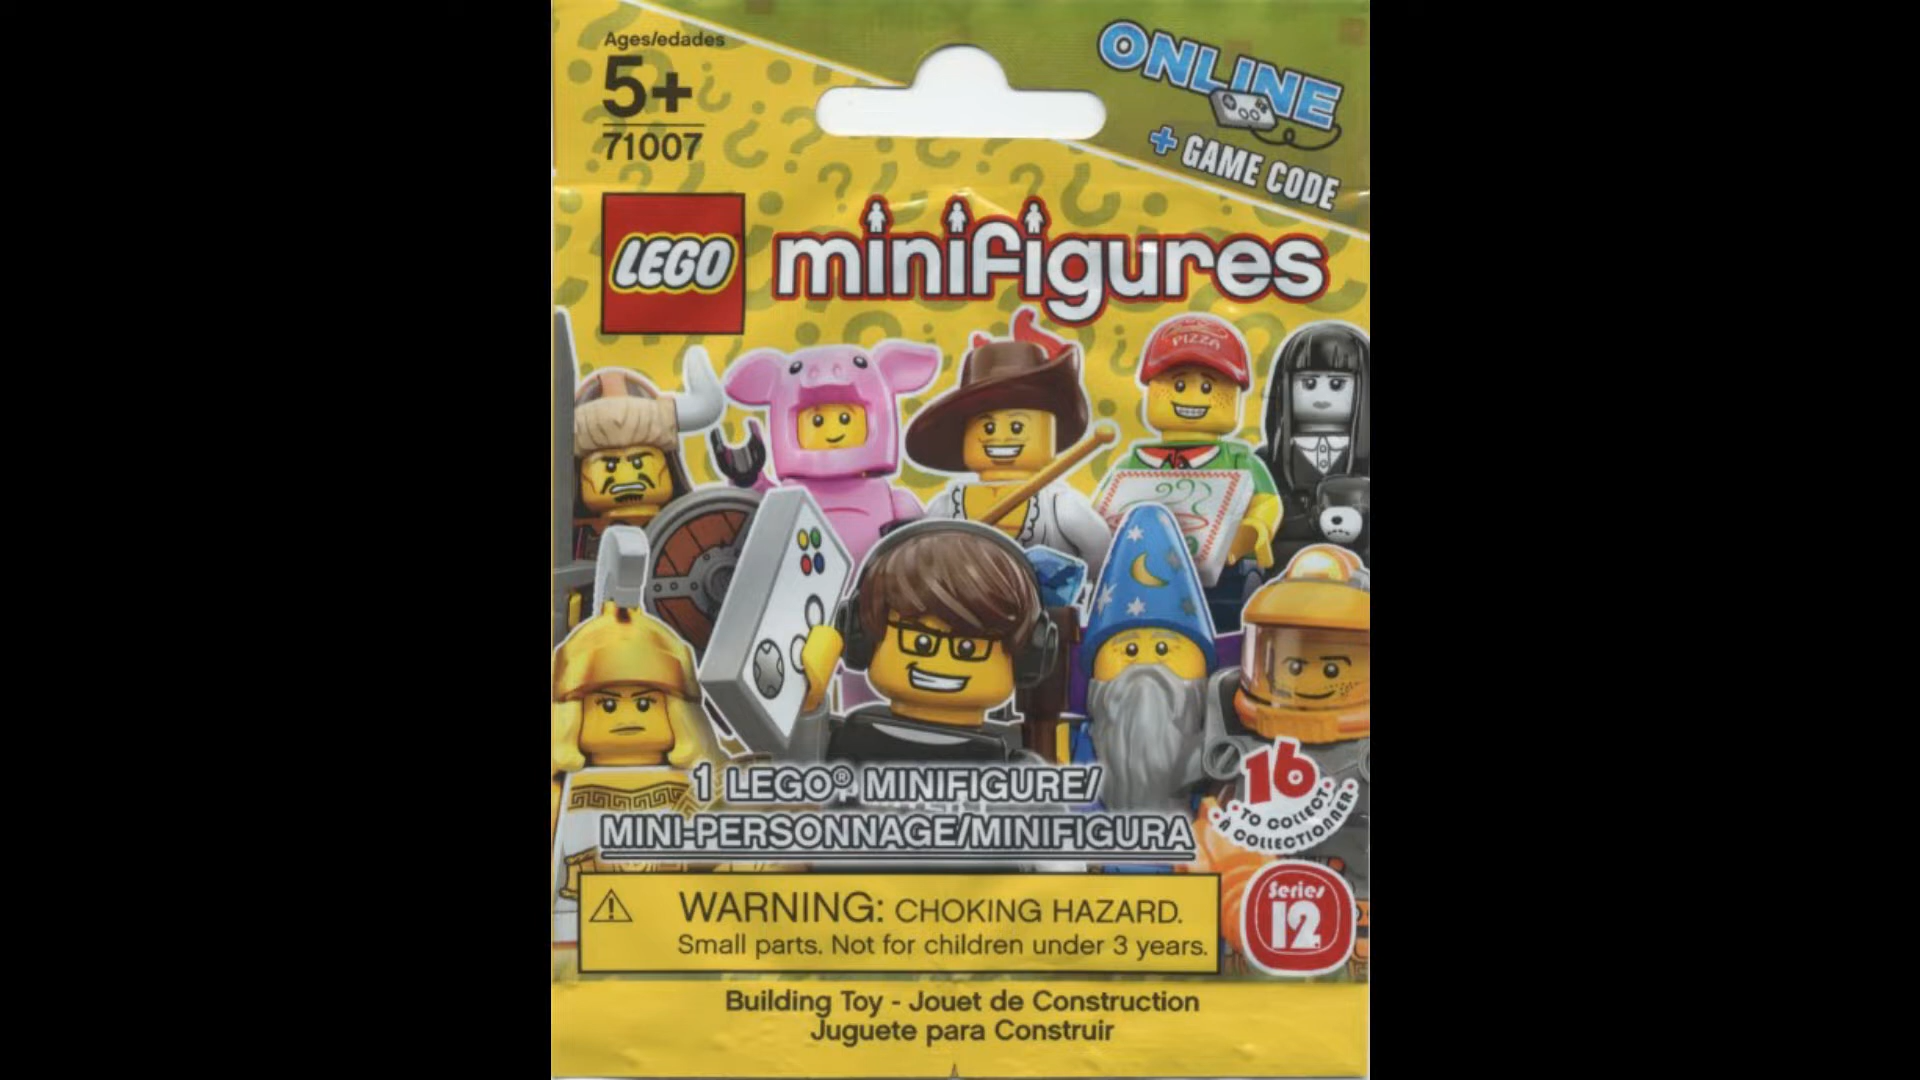 Ages/edades
5+
71007
ONLINE
+ GAME CODE
LEGO minifigures
PIZZA
1 LEGO® MINIFIGURE/
MINI-PERSONNAGE/MINIFIGURA
16
TO COLLECT
À COLLECTIONNER
WARNING: CHOKING HAZARD.
Small parts. Not for children under 3 years.
Series
12
Building Toy - Jouet de Construction
Juguete para Construir